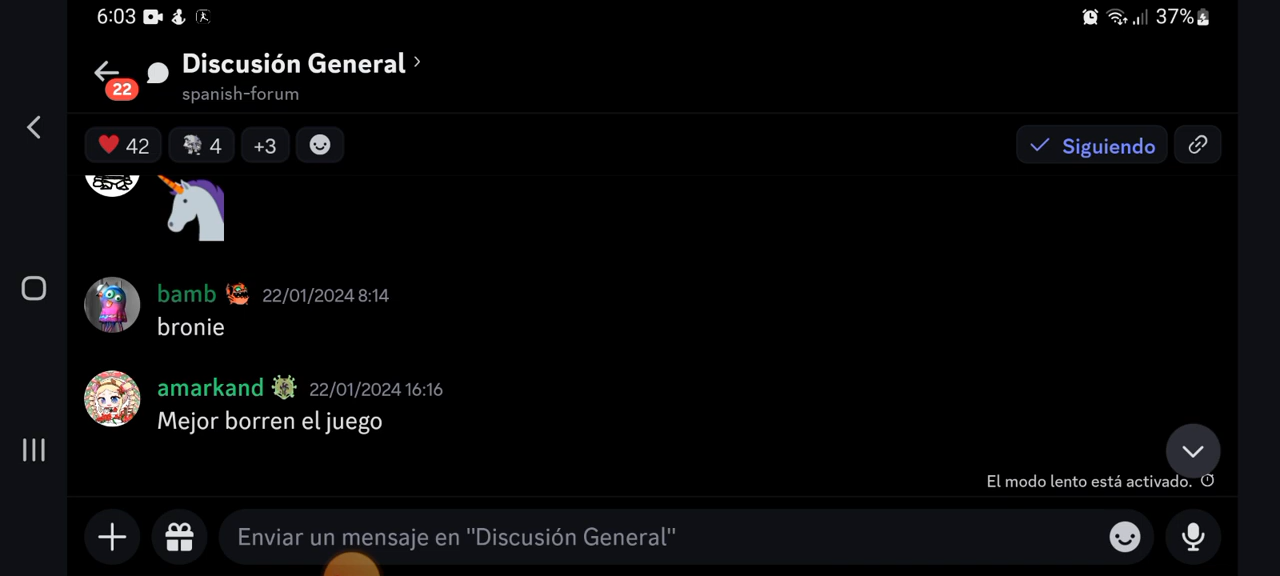 6:03
37%
Discusión General
22
spanish-forum
42
4
+3
Siguiendo
bamb 22/01/2024 8:14
bronie
amarkand 22/01/2024 16:16
Mejor borren el juego
El modo lento está activado.
Enviar un mensaje en "Discusión General"